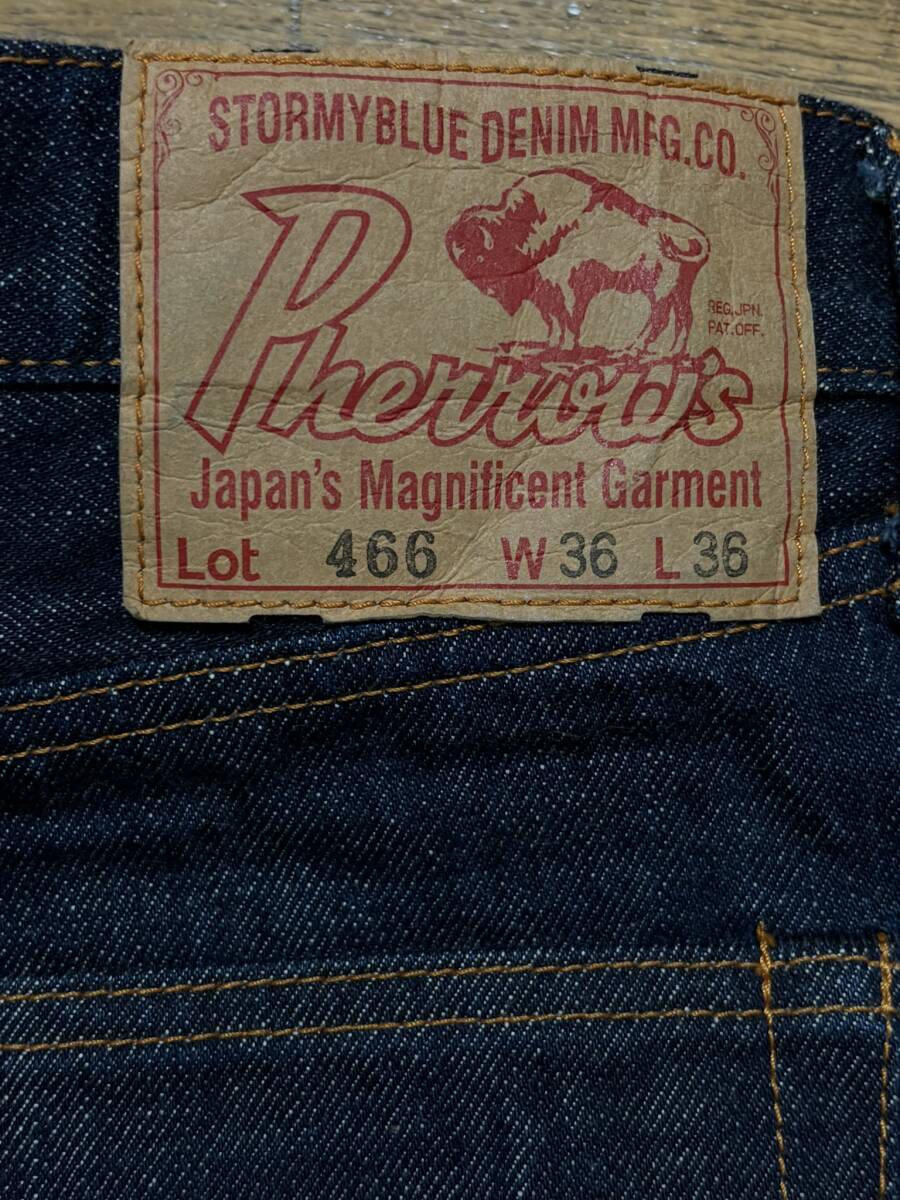 STORMYBLUE DENIM MFG.CO.
Pherrow's
REG.JPN.
PAT.OFF.
Japan's Magnificent Garment
Lot 466 W 36 L 36